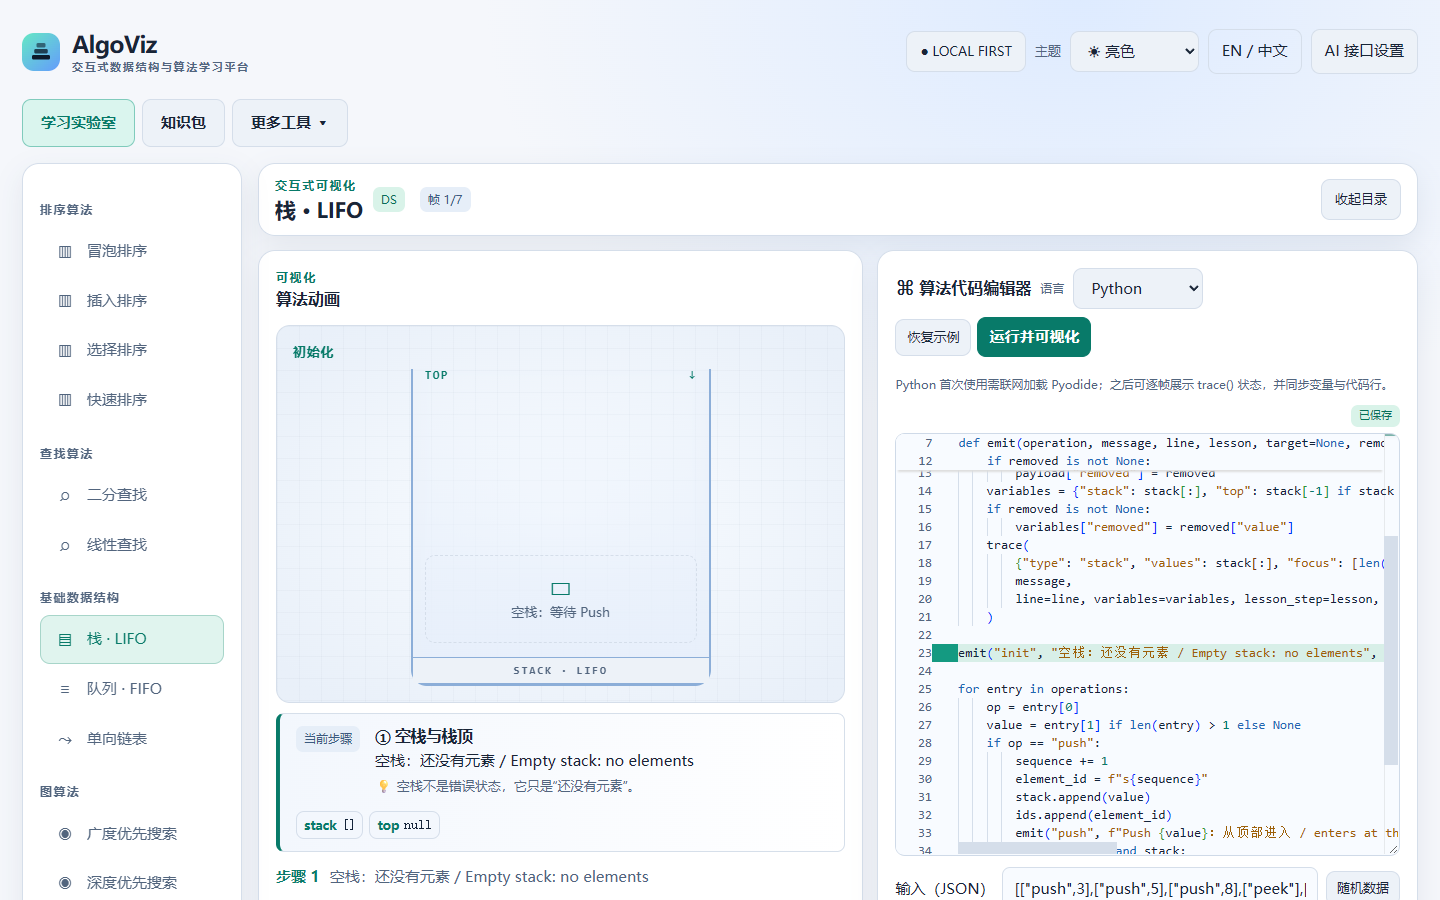 AlgoViz
交互式数据结构与算法学习平台
● LOCAL FIRST
主题
☀ 亮色
EN / 中文
AI 接口设置
学习实验室
知识包
更多工具 ▾
排序算法
冒泡排序
插入排序
选择排序
快速排序
查找算法
二分查找
线性查找
基础数据结构
栈 · LIFO
队列 · FIFO
单向链表
图算法
广度优先搜索
深度优先搜索
交互式可视化
栈 • LIFO
DS
帧 1/7
收起目录
可视化
算法动画
初始化
TOP ↓
空栈：等待 Push
STACK · LIFO
当前步骤
① 空栈与栈顶
空栈：还没有元素 / Empty stack: no elements
💡 空栈不是错误状态，它只是“还没有元素”。
stack []
top null
步骤 1 空栈：还没有元素 / Empty stack: no elements
⌘ 算法代码编辑器
语言
Python
恢复示例
运行并可视化
Python 首次使用需联网加载 Pyodide；之后可逐帧展示 trace() 状态，并同步变量与代码行。
已保存
7 def emit(operation, message, line, lesson, target=None, remo
12 if removed is not None:
13 payload["removed"] = removed
14 variables = {"stack": stack[:], "top": stack[-1] if stack
15 if removed is not None:
16 variables["removed"] = removed["value"]
17 trace(
18 {"type": "stack", "values": stack[:], "focus": [len(
19 message,
20 line=line, variables=variables, lesson_step=lesson,
21 )
22
23 emit("init", "空栈：还没有元素 / Empty stack: no elements",
24
25 for entry in operations:
26 op = entry[0]
27 value = entry[1] if len(entry) > 1 else None
28 if op == "push":
29 sequence += 1
30 element_id = f"s{sequence}"
31 stack.append(value)
32 ids.append(element_id)
33 emit("push", f"Push {value}：从顶部进入 / enters at th
34 and stack:
输入（JSON）
[["push",3],["push",5],["push",8],["peek"],[
随机数据